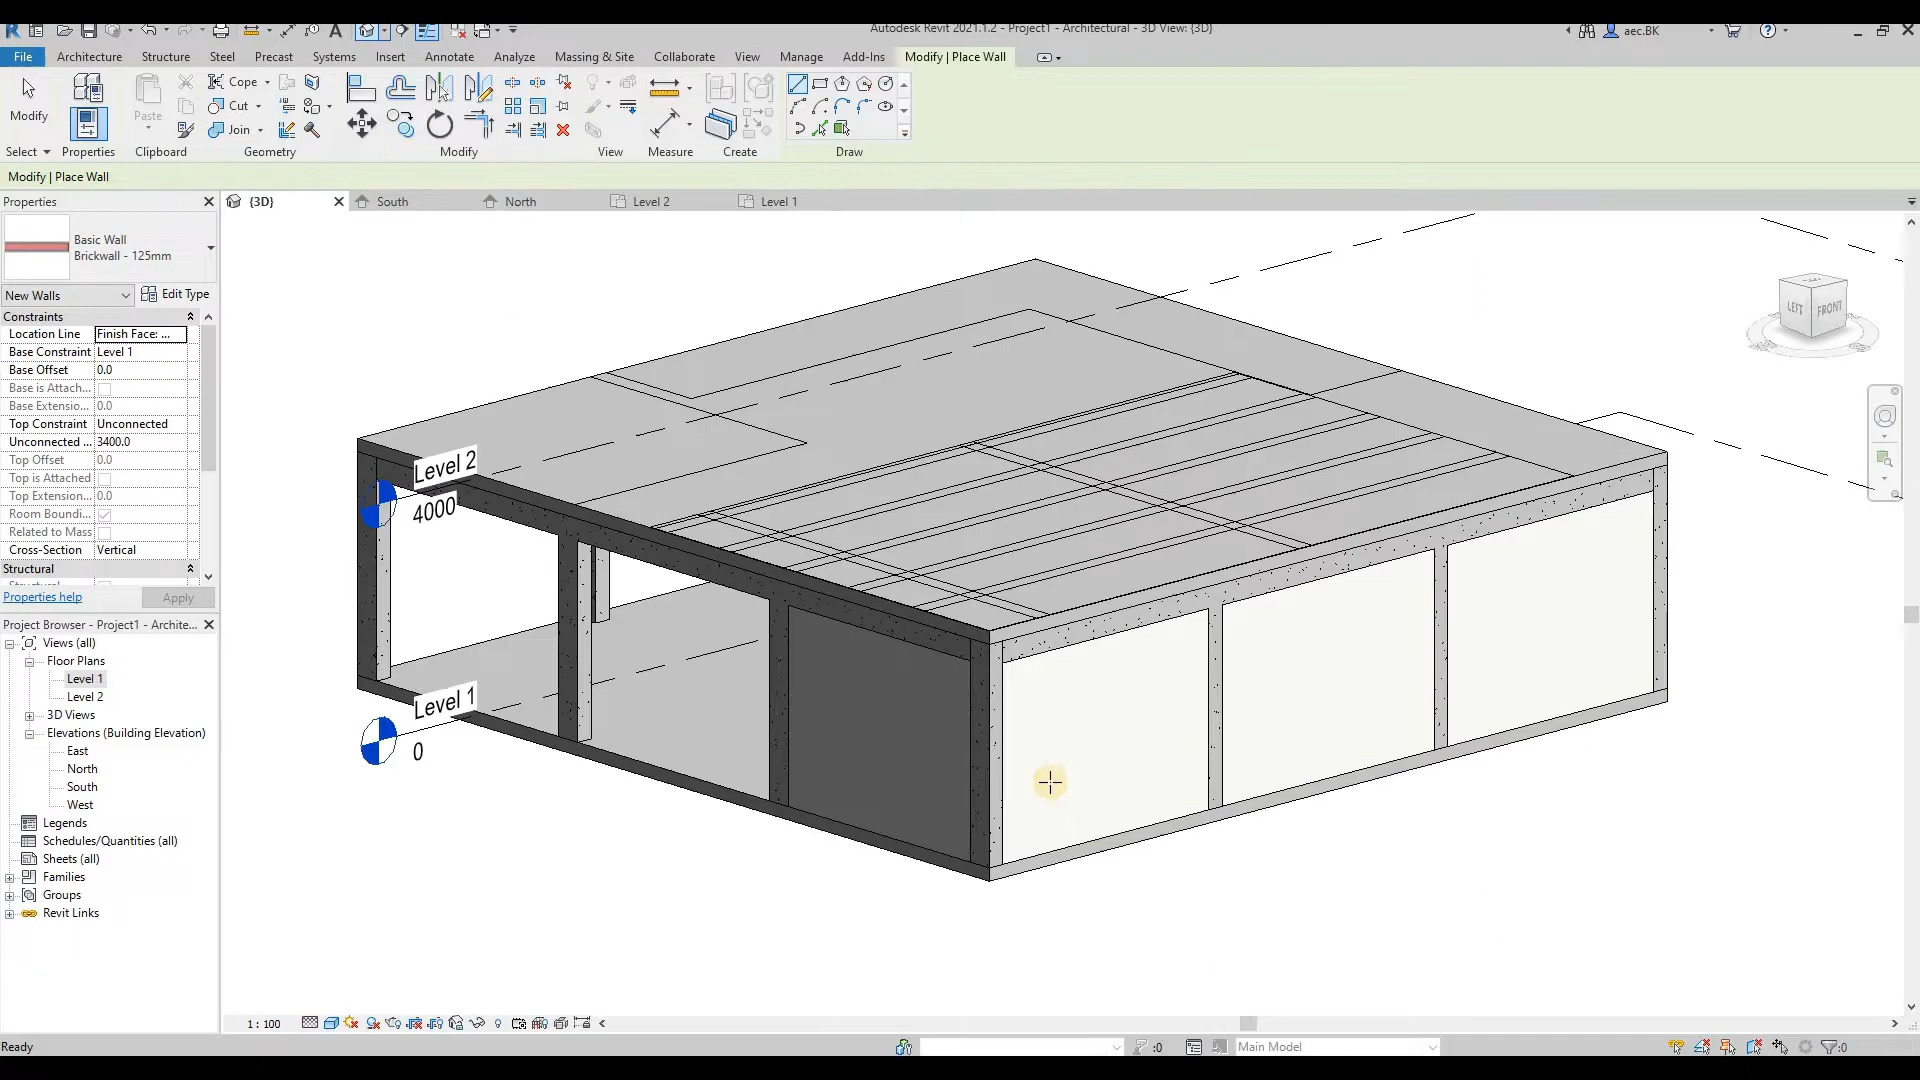 Autodesk Revit 2021.1.2 - Project1 - Architectural - 3D View: {3D}
aec.BK
File Architecture Structure Steel Precast Systems Insert Annotate Analyze Massing & Site Collaborate View Manage Add-Ins Modify | Place Wall
Modify
Paste
Cope
Cut
Join
Select Properties Clipboard Geometry Modify View Measure Create Draw
Modify | Place Wall
Properties
{3D} South North Level 2 Level 1
Basic Wall
Brickwall - 125mm
New Walls
Edit Type
Constraints
Location Line Finish Face: ...
Base Constraint Level 1
Base Offset 0.0
Base is Attach...
Base Extensio... 0.0
Top Constraint Unconnected
Unconnected ... 3400.0
Top Offset 0.0
Top is Attached
Top Extension... 0.0
Room Boundi...
Related to Mass
Cross-Section Vertical
Structural
Properties help
Apply
Project Browser - Project1 - Archite...
Views (all)
Floor Plans
Level 1
Level 2
3D Views
Elevations (Building Elevation)
East
North
South
West
Legends
Schedules/Quantities (all)
Sheets (all)
Families
Groups
Revit Links
Level 2
4000
Level 1
0
LEFT FRONT
1 : 100
Ready
:0
Main Model
:0